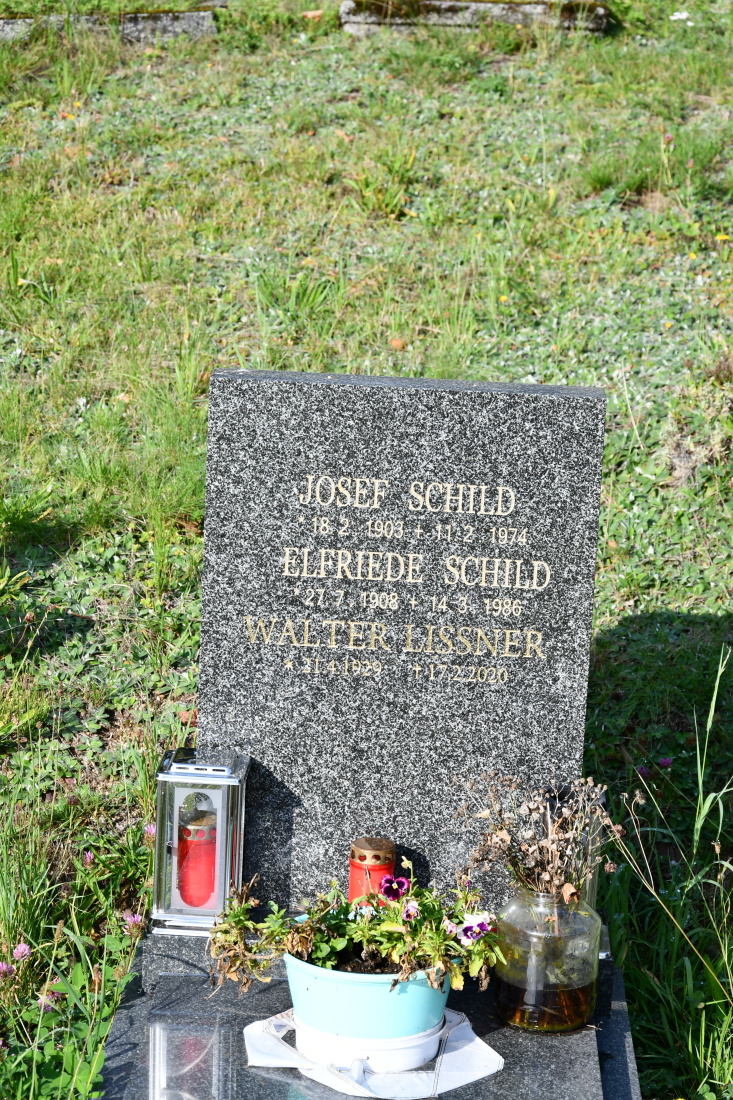 JOSEF SCHILD
* 18. 2. 1903 + 11. 2. 1974
ELFRIEDE SCHILD
* 27. 7. 1908 + 14. 3. 1986
WALTER LISSNER
* 21.4.1929 +17.2.2020